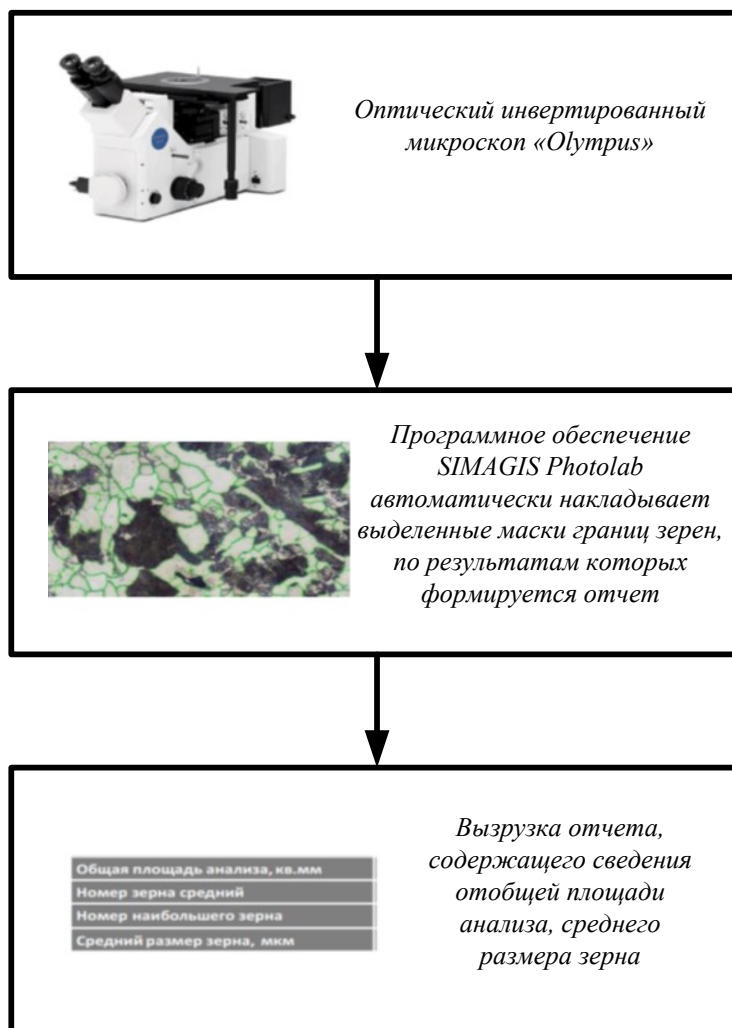 Оптический инвертированный
микроскоп «Olympus»
Программное обеспечение
SIMAGIS Photolab
автоматически накладывает
выделенные маски границ зерен,
по результатам которых
формируется отчет
Общая площадь анализа, кв.мм
Номер зерна средний
Номер наибольшего зерна
Средний размер зерна, мкм
Вызрузка отчета,
содержащего сведения
отобщей площади
анализа, среднего
размера зерна